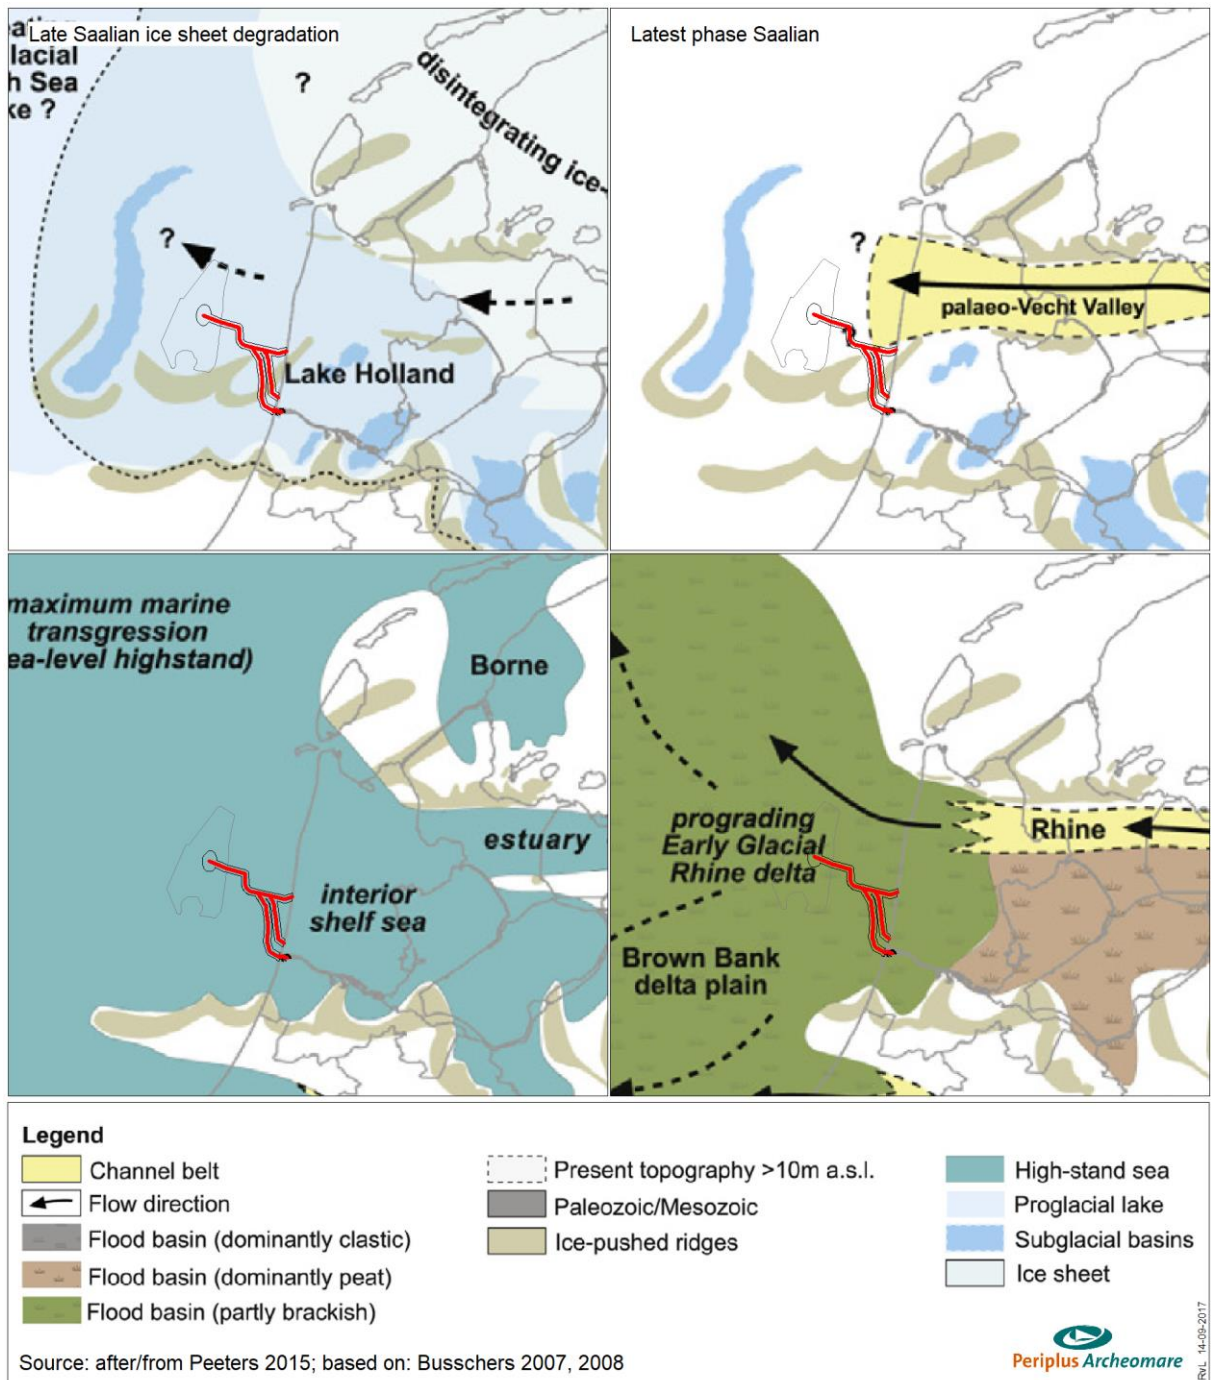 Late Saalian ice sheet degradation
lacial
h Sea
ke ?
?
disintegrating ice-
?
Lake Holland
Latest phase Saalian
?
palaeo-Vecht Valley
maximum marine
transgression
ea-level highstand)
Borne
estuary
interior
shelf sea
prograding
Early Glacial
Rhine delta
Rhine
Brown Bank
delta plain
Legend
Channel belt
Flow direction
Flood basin (dominantly clastic)
Flood basin (dominantly peat)
Flood basin (partly brackish)
Present topography >10m a.s.l.
Paleozoic/Mesozoic
Ice-pushed ridges
High-stand sea
Proglacial lake
Subglacial basins
Ice sheet
Source: after/from Peeters 2015; based on: Busschers 2007, 2008
Periplus Archeomare
RvL 14-09-2017